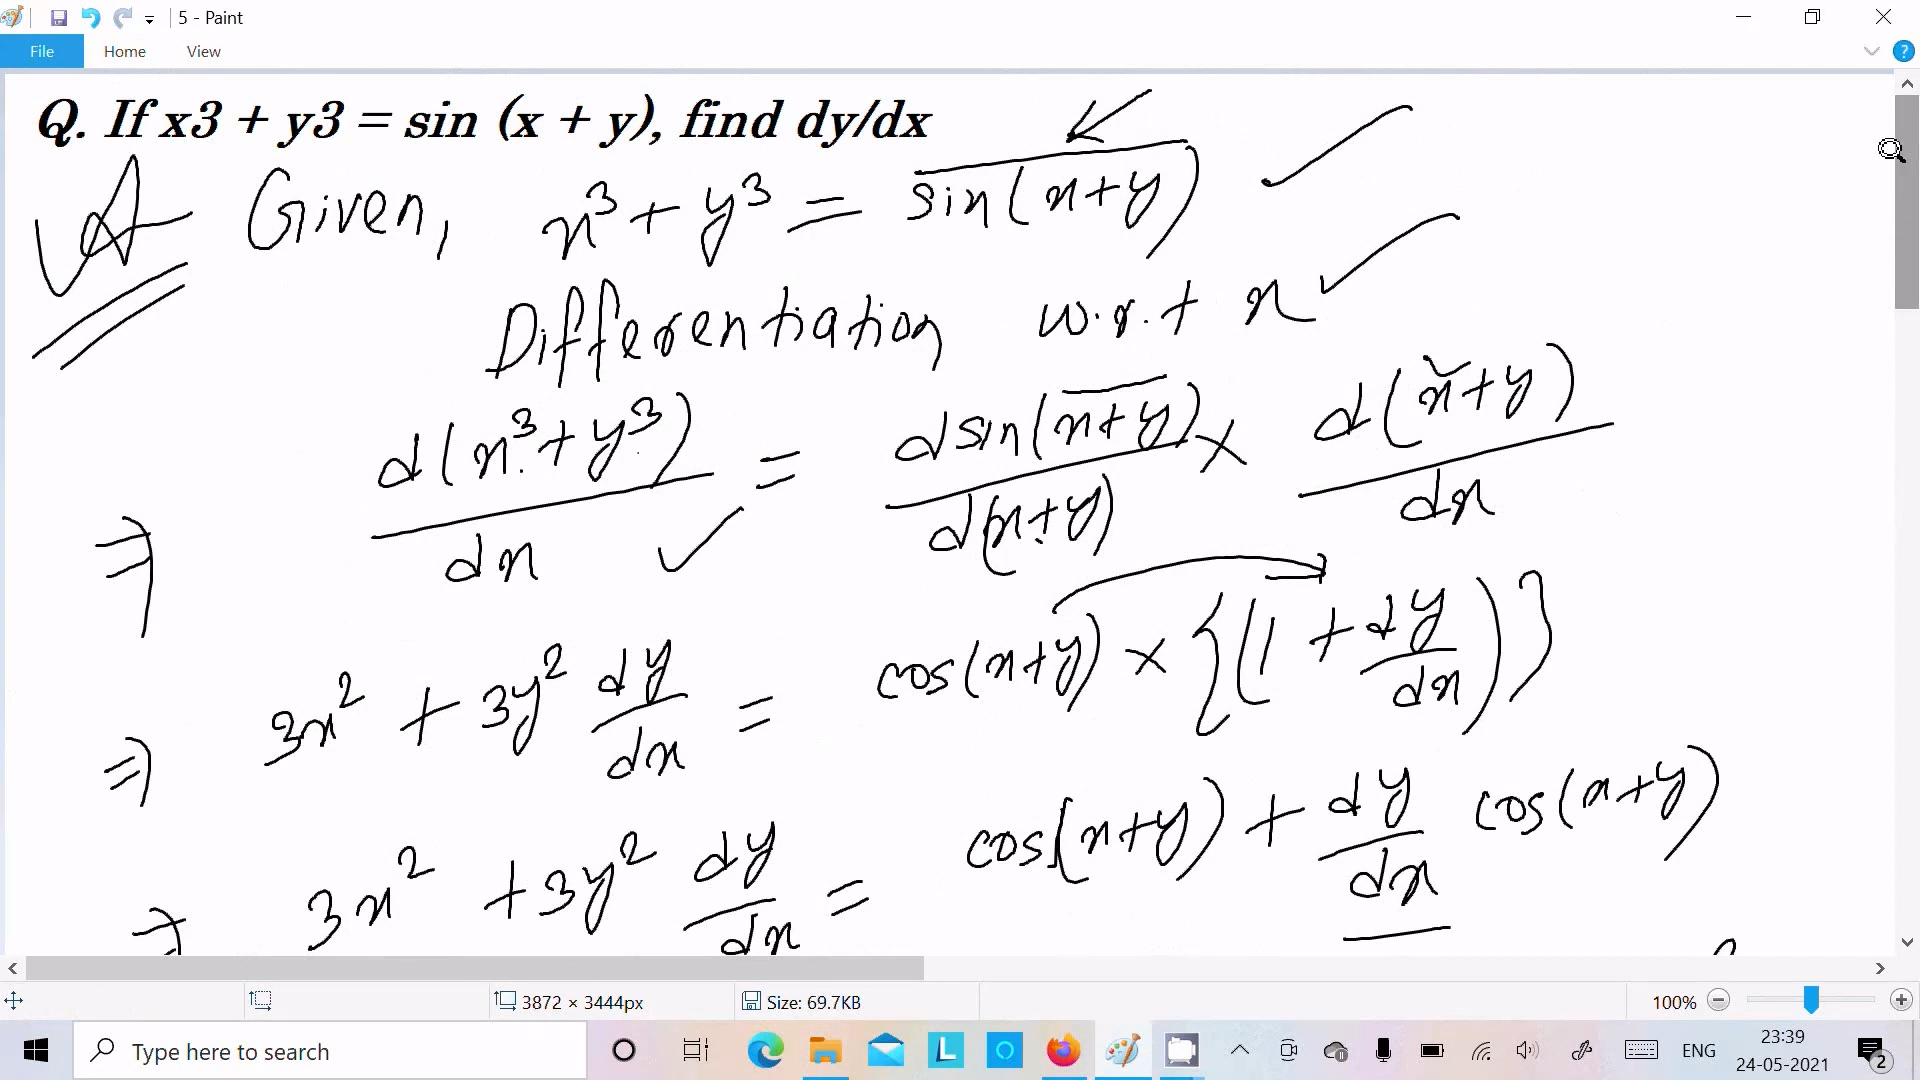 5 - Paint
File Home View
Q. If x3 + y3 = sin (x + y), find dy/dx
A Given, x³ + y³ = sin(x+y)
Differentiation w.r.t x
⇒ d(x³+y³)/dx = dsin(x+y)/d(x+y) × d(x+y)/dx
⇒ 3x² + 3y² dy/dx = cos(x+y) × {(1 + dy/dx)}
⇒ 3x² + 3y² dy/dx = cos(x+y) + dy/dx cos(x+y)
3872 × 3444px Size: 69.7KB 100%
Type here to search
ENG
23:39
24-05-2021
2